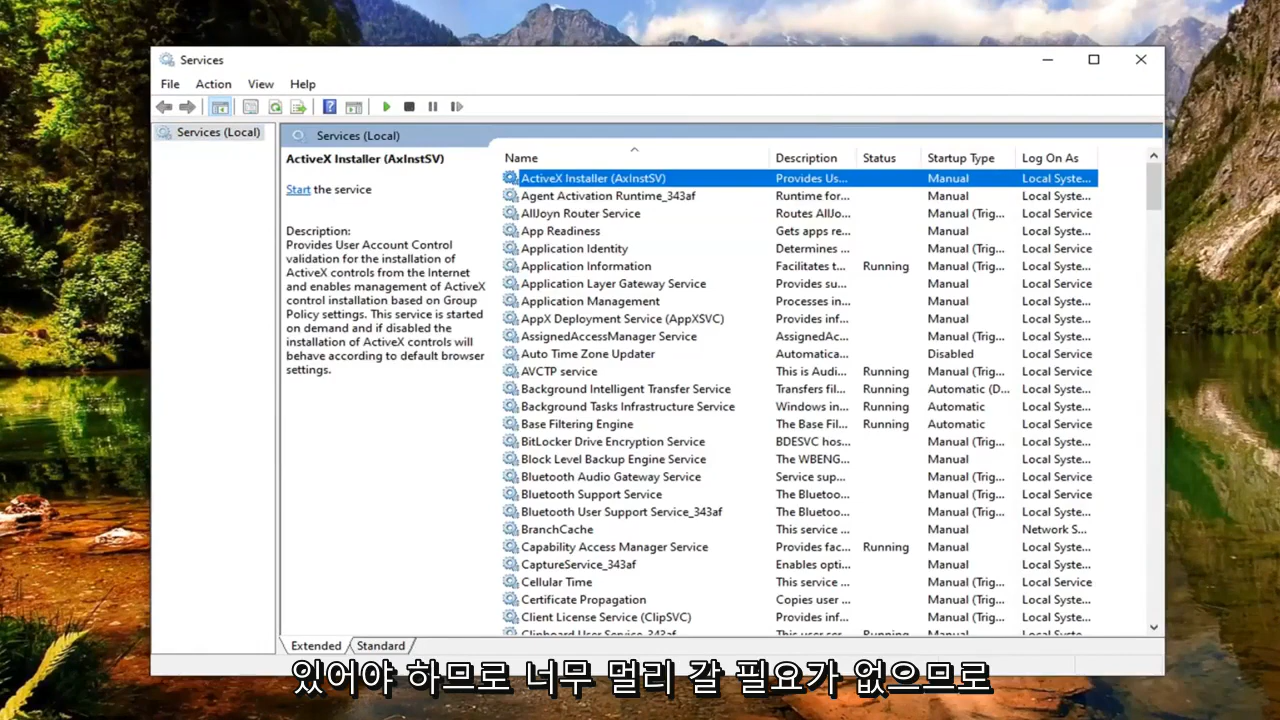 Services
File Action View Help
Services (Local)
Services (Local)
ActiveX Installer (AxInstSV)
Start the service
Description:
Provides User Account Control
validation for the installation of
ActiveX controls from the Internet
and enables management of ActiveX
control installation based on Group
Policy settings. This service is started
on demand and if disabled the
installation of ActiveX controls will
behave according to default browser
settings.
Name Description Status Startup Type Log On As
ActiveX Installer (AxInstSV) Provides Us... Manual Local Syste...
Agent Activation Runtime_343af Runtime for... Manual Local Syste...
AllJoyn Router Service Routes AllJo... Manual (Trig... Local Service
App Readiness Gets apps re... Manual Local Syste...
Application Identity Determines ... Manual (Trig... Local Service
Application Information Facilitates t... Running Manual (Trig... Local Syste...
Application Layer Gateway Service Provides su... Manual Local Service
Application Management Processes in... Manual Local Syste...
AppX Deployment Service (AppXSVC) Provides inf... Manual Local Syste...
AssignedAccessManager Service AssignedAc... Manual (Trig... Local Syste...
Auto Time Zone Updater Automatica... Disabled Local Service
AVCTP service This is Audi... Running Manual (Trig... Local Service
Background Intelligent Transfer Service Transfers fil... Running Automatic (D... Local Syste...
Background Tasks Infrastructure Service Windows in... Running Automatic Local Syste...
Base Filtering Engine The Base Fil... Running Automatic Local Service
BitLocker Drive Encryption Service BDESVC hos... Manual (Trig... Local Syste...
Block Level Backup Engine Service The WBENG... Manual Local Syste...
Bluetooth Audio Gateway Service Service sup... Manual (Trig... Local Service
Bluetooth Support Service The Bluetoo... Manual (Trig... Local Service
Bluetooth User Support Service_343af The Bluetoo... Manual (Trig... Local Syste...
BranchCache This service ... Manual Network S...
Capability Access Manager Service Provides fac... Running Manual Local Syste...
CaptureService_343af Enables opti... Manual Local Syste...
Cellular Time This service ... Manual (Trig... Local Service
Certificate Propagation Copies user ... Manual (Trig... Local Syste...
Client License Service (ClipSVC) Provides inf... Manual (Trig... Local Syste...
Clipboard User Service_343af This user ser... Running Manual Local Syste...
Extended Standard
있어야 하므로 너무 멀리 갈 필요가 없으므로